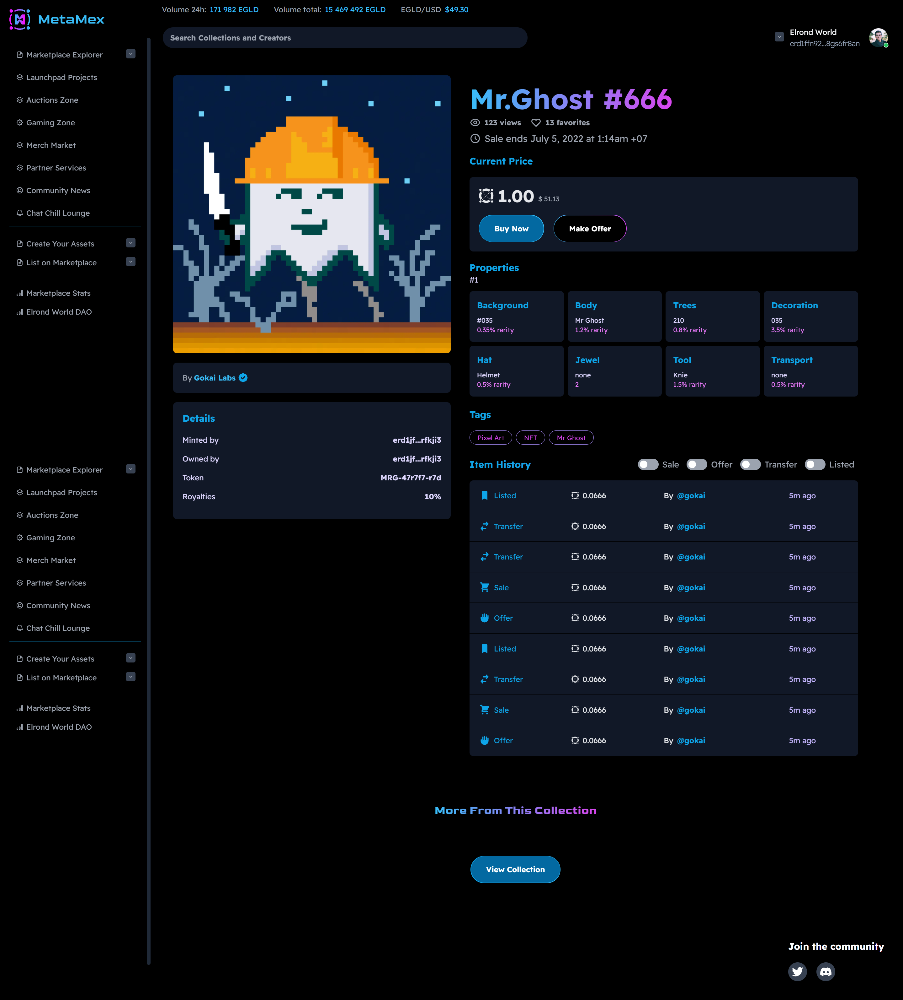 MetaMex
Volume 24h: 171 982 EGLD Volume total: 15 469 492 EGLD EGLD/USD $49.30
Search Collections and Creators
Elrond World
erd1ffn92...8gs6fr8an
Marketplace Explorer
Launchpad Projects
Auctions Zone
Gaming Zone
Merch Market
Partner Services
Community News
Chat Chill Lounge
Create Your Assets
List on Marketplace
Marketplace Stats
Elrond World DAO
Marketplace Explorer
Launchpad Projects
Auctions Zone
Gaming Zone
Merch Market
Partner Services
Community News
Chat Chill Lounge
Create Your Assets
List on Marketplace
Marketplace Stats
Elrond World DAO
By Gokai Labs
Details
Minted by erd1jf...rfkji3
Owned by erd1jf...rfkji3
Token MRG-47r7f7-r7d
Royalties 10%
Mr.Ghost #666
123 views 13 favorites
Sale ends July 5, 2022 at 1:14am +07
Current Price
1.00 $ 51.13
Buy Now Make Offer
Properties
#1
Background
#035
0.35% rarity
Body
Mr Ghost
1.2% rarity
Trees
210
0.8% rarity
Decoration
035
3.5% rarity
Hat
Helmet
0.5% rarity
Jewel
none
2
Tool
Knie
1.5% rarity
Transport
none
0.5% rarity
Tags
Pixel Art NFT Mr Ghost
Item History Sale Offer Transfer Listed
Listed 0.0666 By @gokai 5m ago
Transfer 0.0666 By @gokai 5m ago
Transfer 0.0666 By @gokai 5m ago
Sale 0.0666 By @gokai 5m ago
Offer 0.0666 By @gokai 5m ago
Listed 0.0666 By @gokai 5m ago
Transfer 0.0666 By @gokai 5m ago
Sale 0.0666 By @gokai 5m ago
Offer 0.0666 By @gokai 5m ago
More From This Collection
View Collection
Join the community